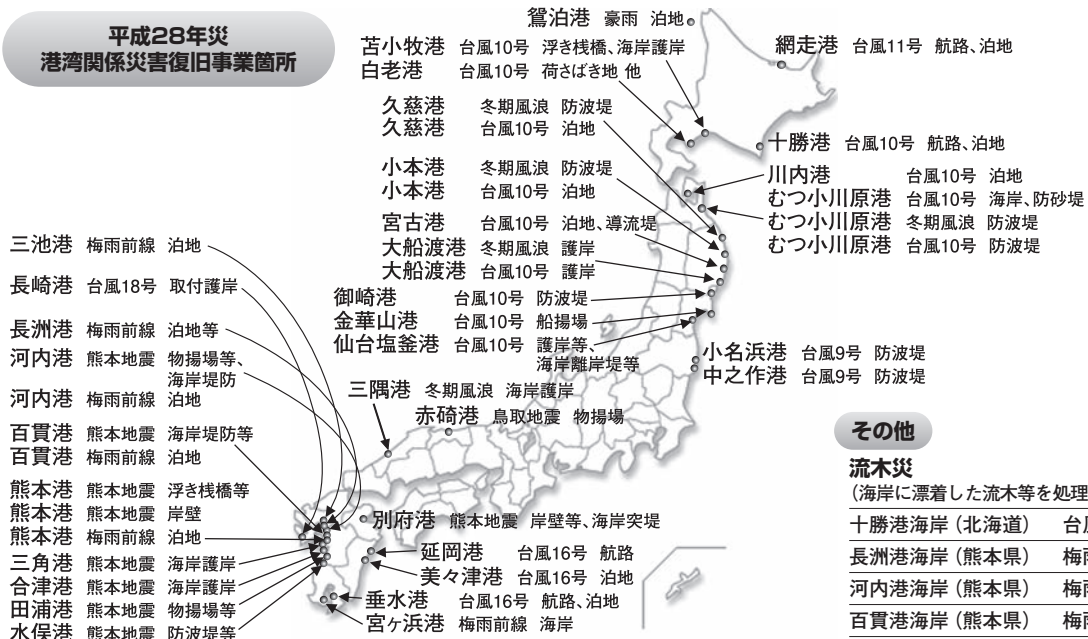 平成28年災
港湾関係災害復旧事業箇所
鴛泊港 豪雨 泊地
苫小牧港 台風10号 浮き桟橋、海岸護岸
白老港 台風10号 荷さばき地 他
網走港 台風11号 航路、泊地
久慈港 冬期風浪 防波堤
久慈港 台風10号 泊地
小本港 冬期風浪 防波堤
小本港 台風10号 泊地
宮古港 台風10号 泊地、導流堤
大船渡港 冬期風浪 護岸
大船渡港 台風10号 護岸
御崎港 台風10号 防波堤
金華山港 台風10号 船揚場
仙台塩釜港 台風10号 護岸等、
海岸離岸堤等
十勝港 台風10号 航路、泊地
川内港 台風10号 泊地
むつ小川原港 台風10号 海岸、防砂堤
むつ小川原港 冬期風浪 防波堤
むつ小川原港 台風10号 防波堤
小名浜港 台風9号 防波堤
中之作港 台風9号 防波堤
三隅港 冬期風浪 海岸護岸
赤碕港 鳥取地震 物揚場
三池港 梅雨前線 泊地
長崎港 台風18号 取付護岸
長洲港 梅雨前線 泊地等
河内港 熊本地震 物揚場等、
海岸堤防
河内港 梅雨前線 泊地
百貫港 熊本地震 海岸堤防等
百貫港 梅雨前線 泊地
熊本港 熊本地震 浮き桟橋等
熊本港 熊本地震 岸壁
熊本港 梅雨前線 泊地
三角港 熊本地震 海岸護岸
合津港 熊本地震 海岸護岸
田浦港 熊本地震 物揚場等
水俣港 熊本地震 防波堤等
別府港 熊本地震 岸壁等、海岸突堤
延岡港 台風16号 航路
美々津港 台風16号 泊地
垂水港 台風16号 航路、泊地
宮ヶ浜港 梅雨前線 海岸
その他
流木災
(海岸に漂着した流木等を処理
十勝港海岸(北海道) 台
長洲港海岸(熊本県) 梅
河内港海岸(熊本県) 梅
百貫港海岸(熊本県) 梅